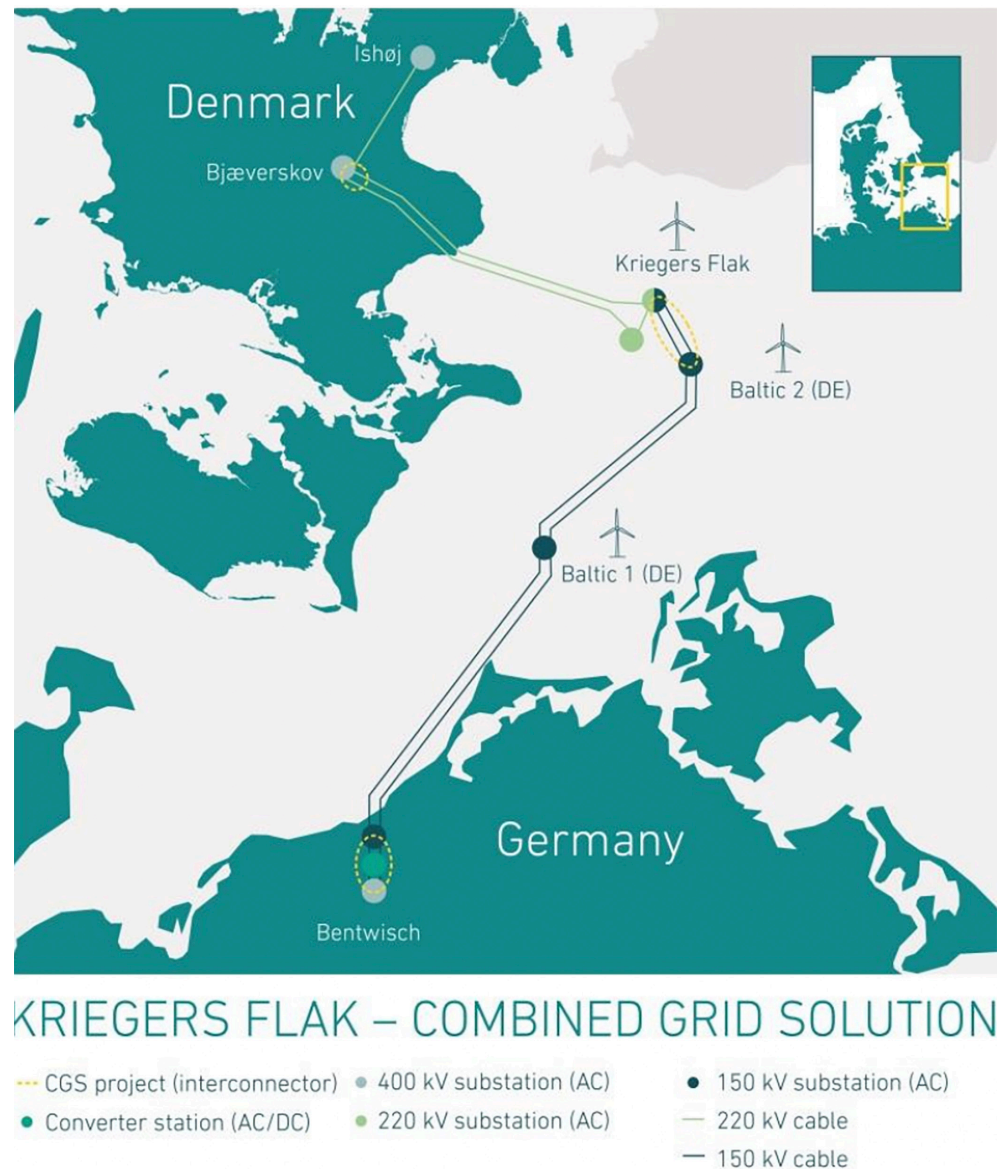 Ishøj
Denmark
Bjæverskov
Kriegers Flak
Baltic 2 (DE)
Baltic 1 (DE)
Germany
Bentwisch
KRIEGERS FLAK – COMBINED GRID SOLUTION
CGS project (interconnector)
400 kV substation (AC)
150 kV substation (AC)
Converter station (AC/DC)
220 kV substation (AC)
220 kV cable
150 kV cable